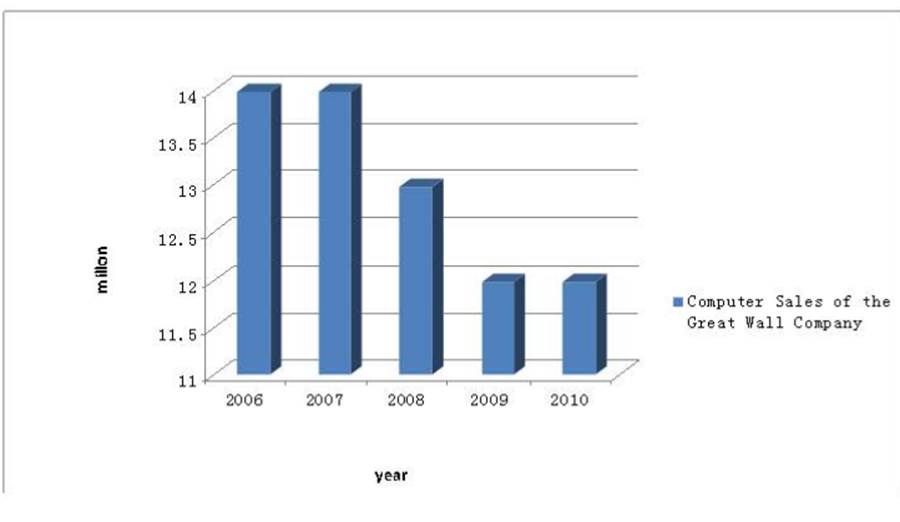 14
13.5
13
12.5
12
11.5
11
millon
2006 2007 2008 2009 2010
year
Computer Sales of the
Great Wall Company